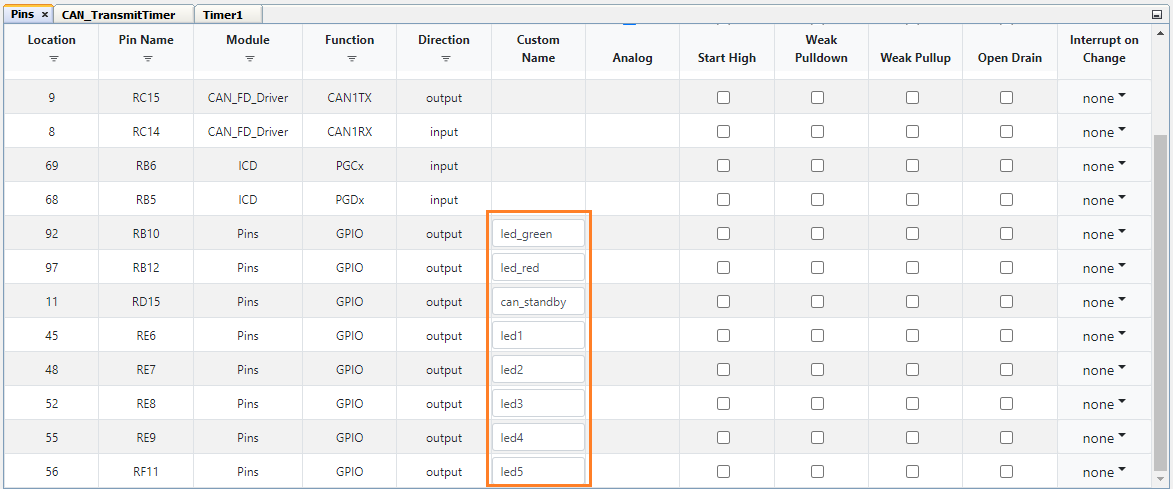 Pins × CAN_TransmitTimer Timer1
Location Pin Name Module Function Direction Custom Name Analog Start High Weak Pulldown Weak Pullup Open Drain Interrupt on Change
9 RC15 CAN_FD_Driver CAN1TX output none
8 RC14 CAN_FD_Driver CAN1RX input none
69 RB6 ICD PGCx input none
68 RB5 ICD PGDx input none
92 RB10 Pins GPIO output led_green none
97 RB12 Pins GPIO output led_red none
11 RD15 Pins GPIO output can_standby none
45 RE6 Pins GPIO output led1 none
48 RE7 Pins GPIO output led2 none
52 RE8 Pins GPIO output led3 none
55 RE9 Pins GPIO output led4 none
56 RF11 Pins GPIO output led5 none